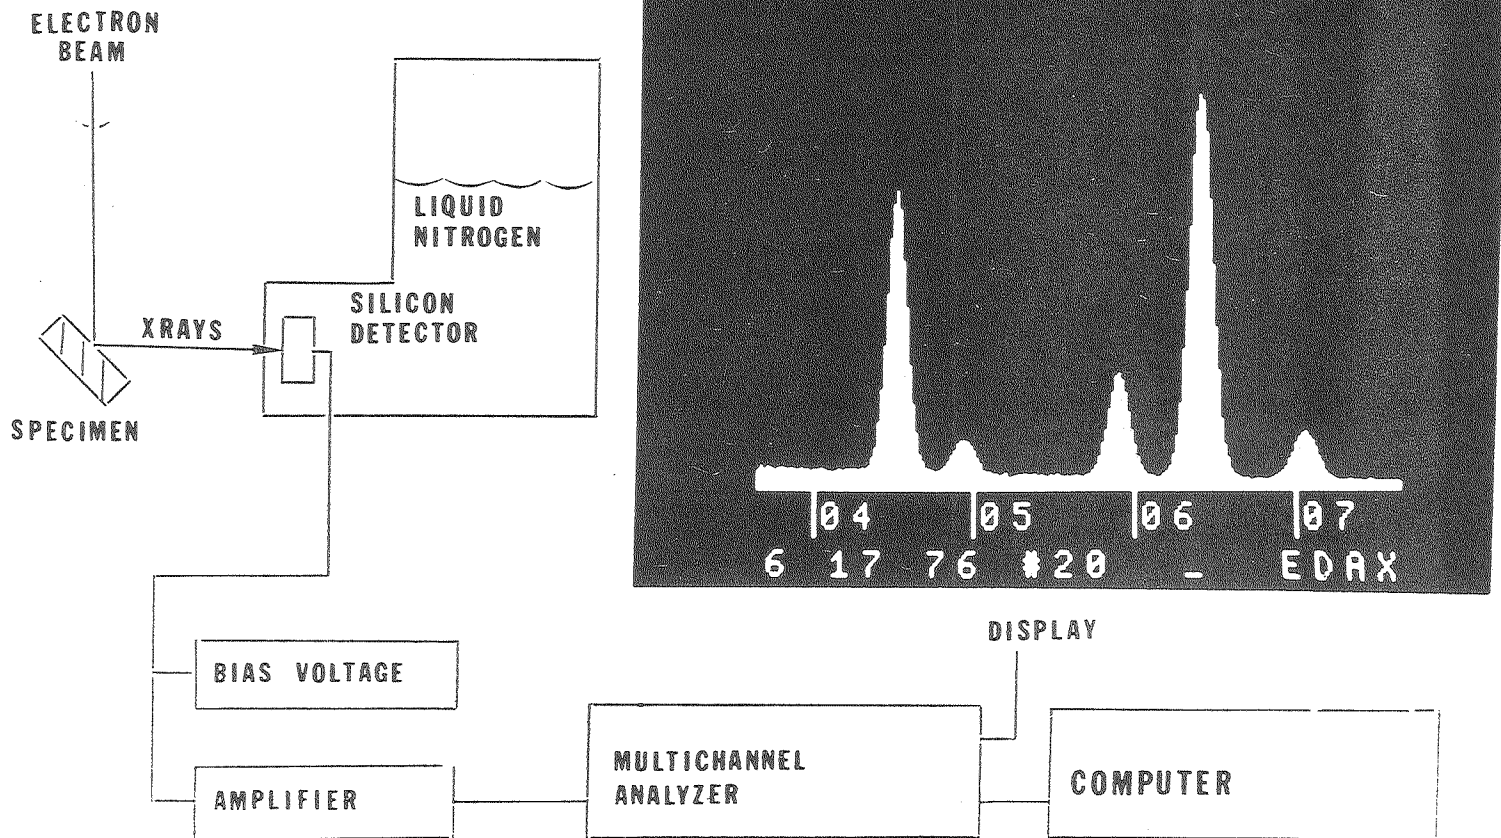 ELECTRON
BEAM
LIQUID
NITROGEN
SILICON
DETECTOR
XRAYS
SPECIMEN
04 05 06 07
6 17 76 #20 _ EDAX
DISPLAY
BIAS VOLTAGE
MULTICHANNEL
ANALYZER
COMPUTER
AMPLIFIER